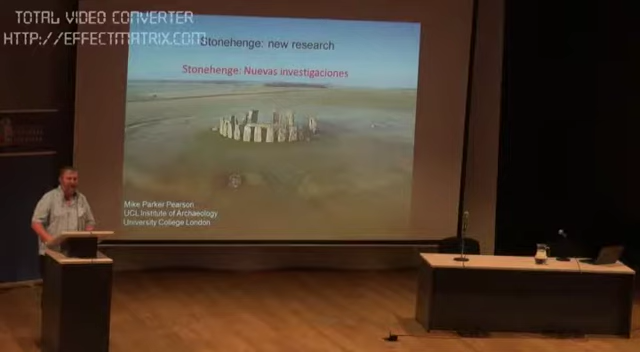 TOTAL VIDEO CONVERTER
HTTP://EFFECTMATRIX.COM
Stonehenge: new research
Stonehenge: Nuevas investigaciones
Mike Parker Pearson
UCL Institute of Archaeology
University College London